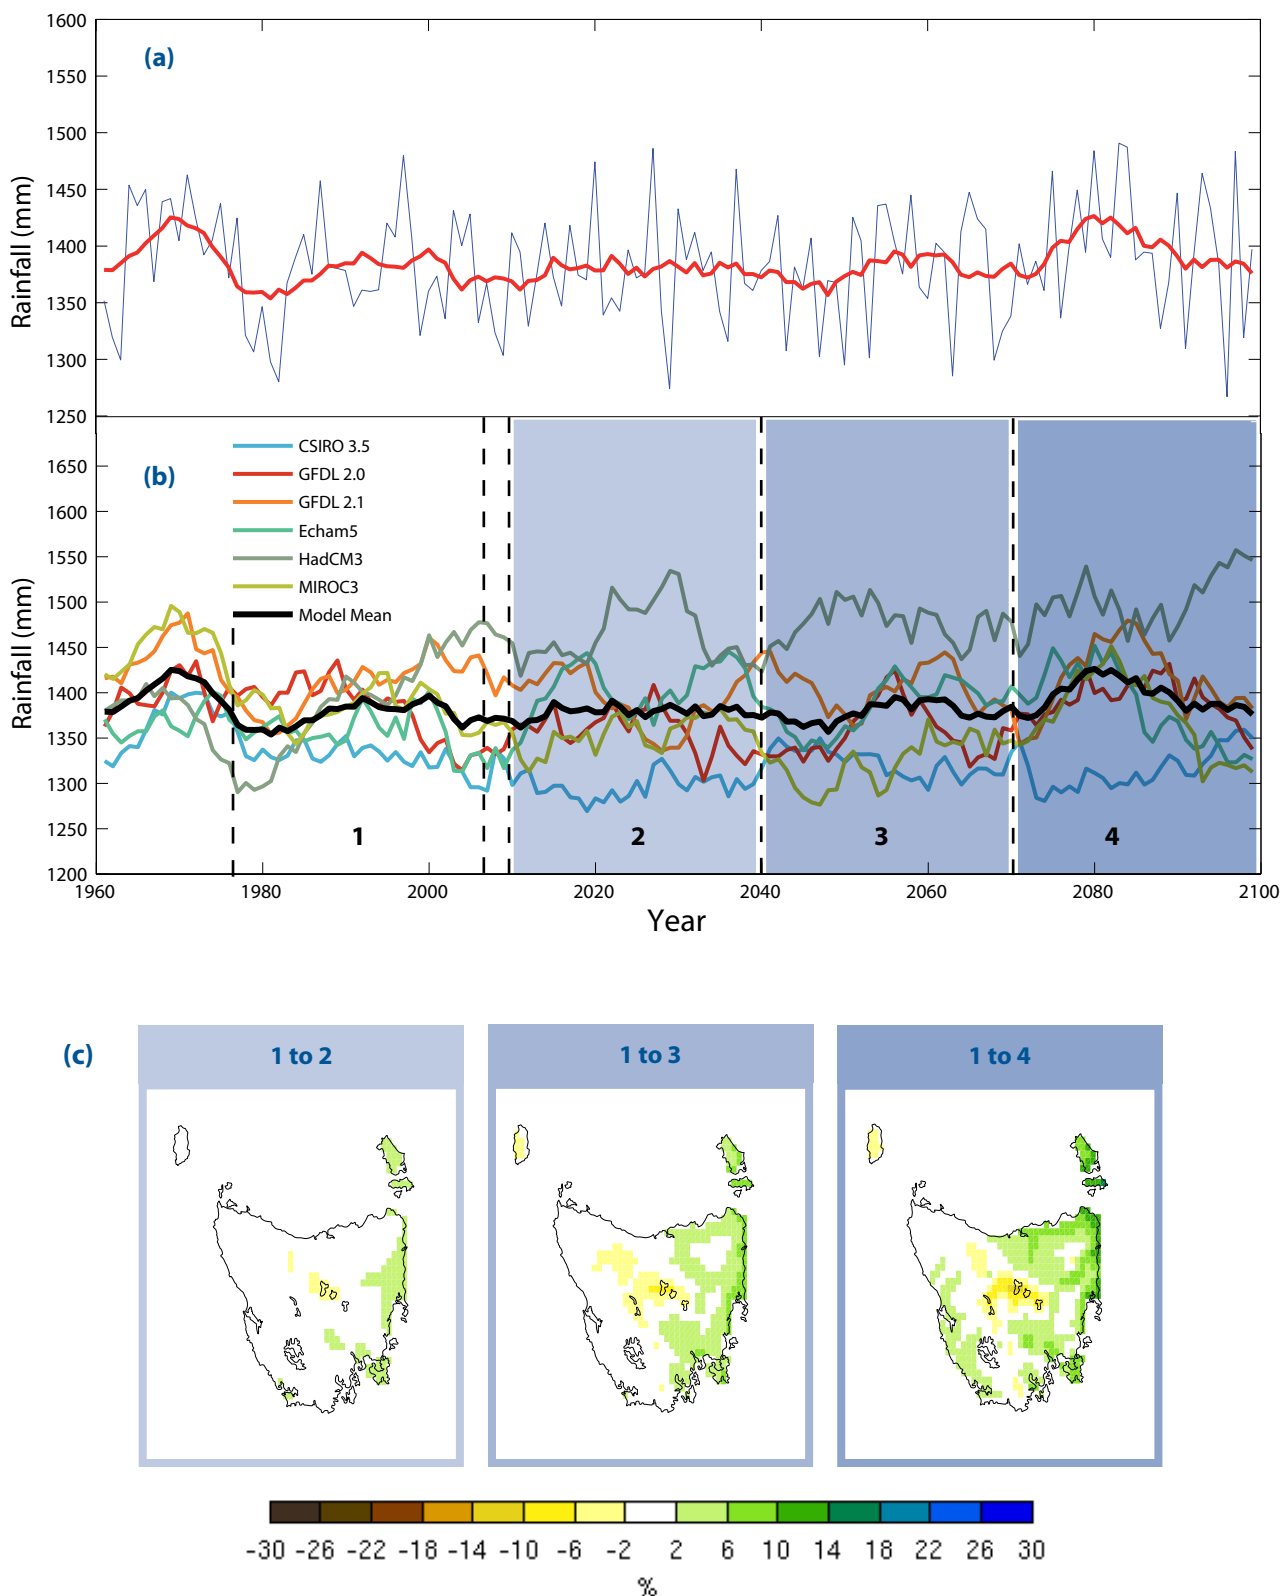 1600
(a)
1550
1500
1450
1400
1350
1300
1250
Rainfall (mm)
CSIRO 3.5
GFDL 2.0
GFDL 2.1
Echam5
HadCM3
MIROC3
Model Mean
(b)
1650
1600
1550
1500
1450
1400
1350
1300
1250
1200
Rainfall (mm)
1 2 3 4
1960 1980 2000 2020 2040 2060 2080 2100
Year
(c)
1 to 2
1 to 3
1 to 4
-30 -26 -22 -18 -14 -10 -6 -2 2 6 10 14 18 22 26 30
%